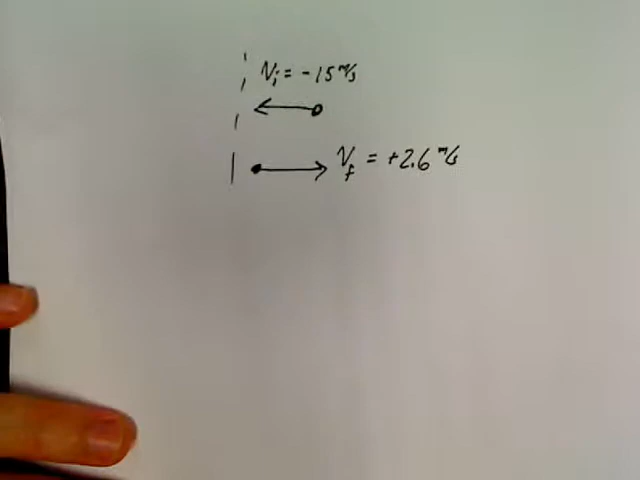 Vi = -15 m/s
Vf = +2.6 m/s